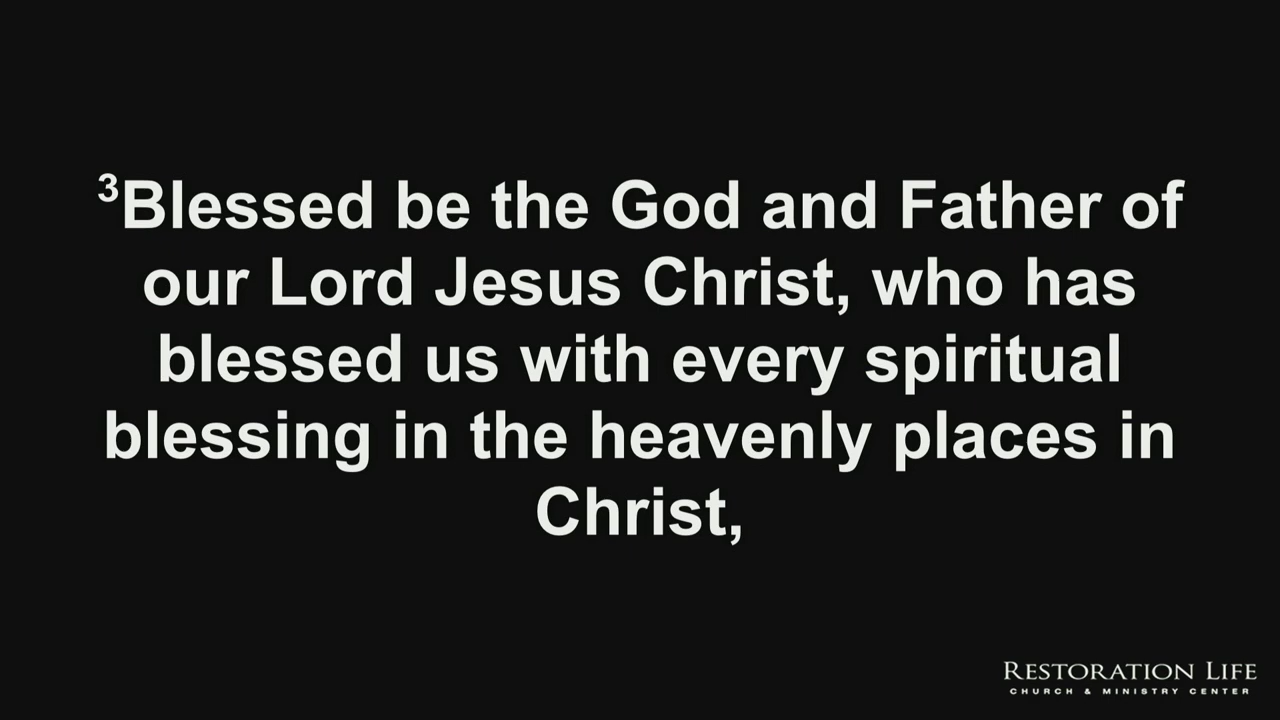 ³Blessed be the God and Father of
our Lord Jesus Christ, who has
blessed us with every spiritual
blessing in the heavenly places in
Christ,
RESTORATION LIFE
CHURCH & MINISTRY CENTER